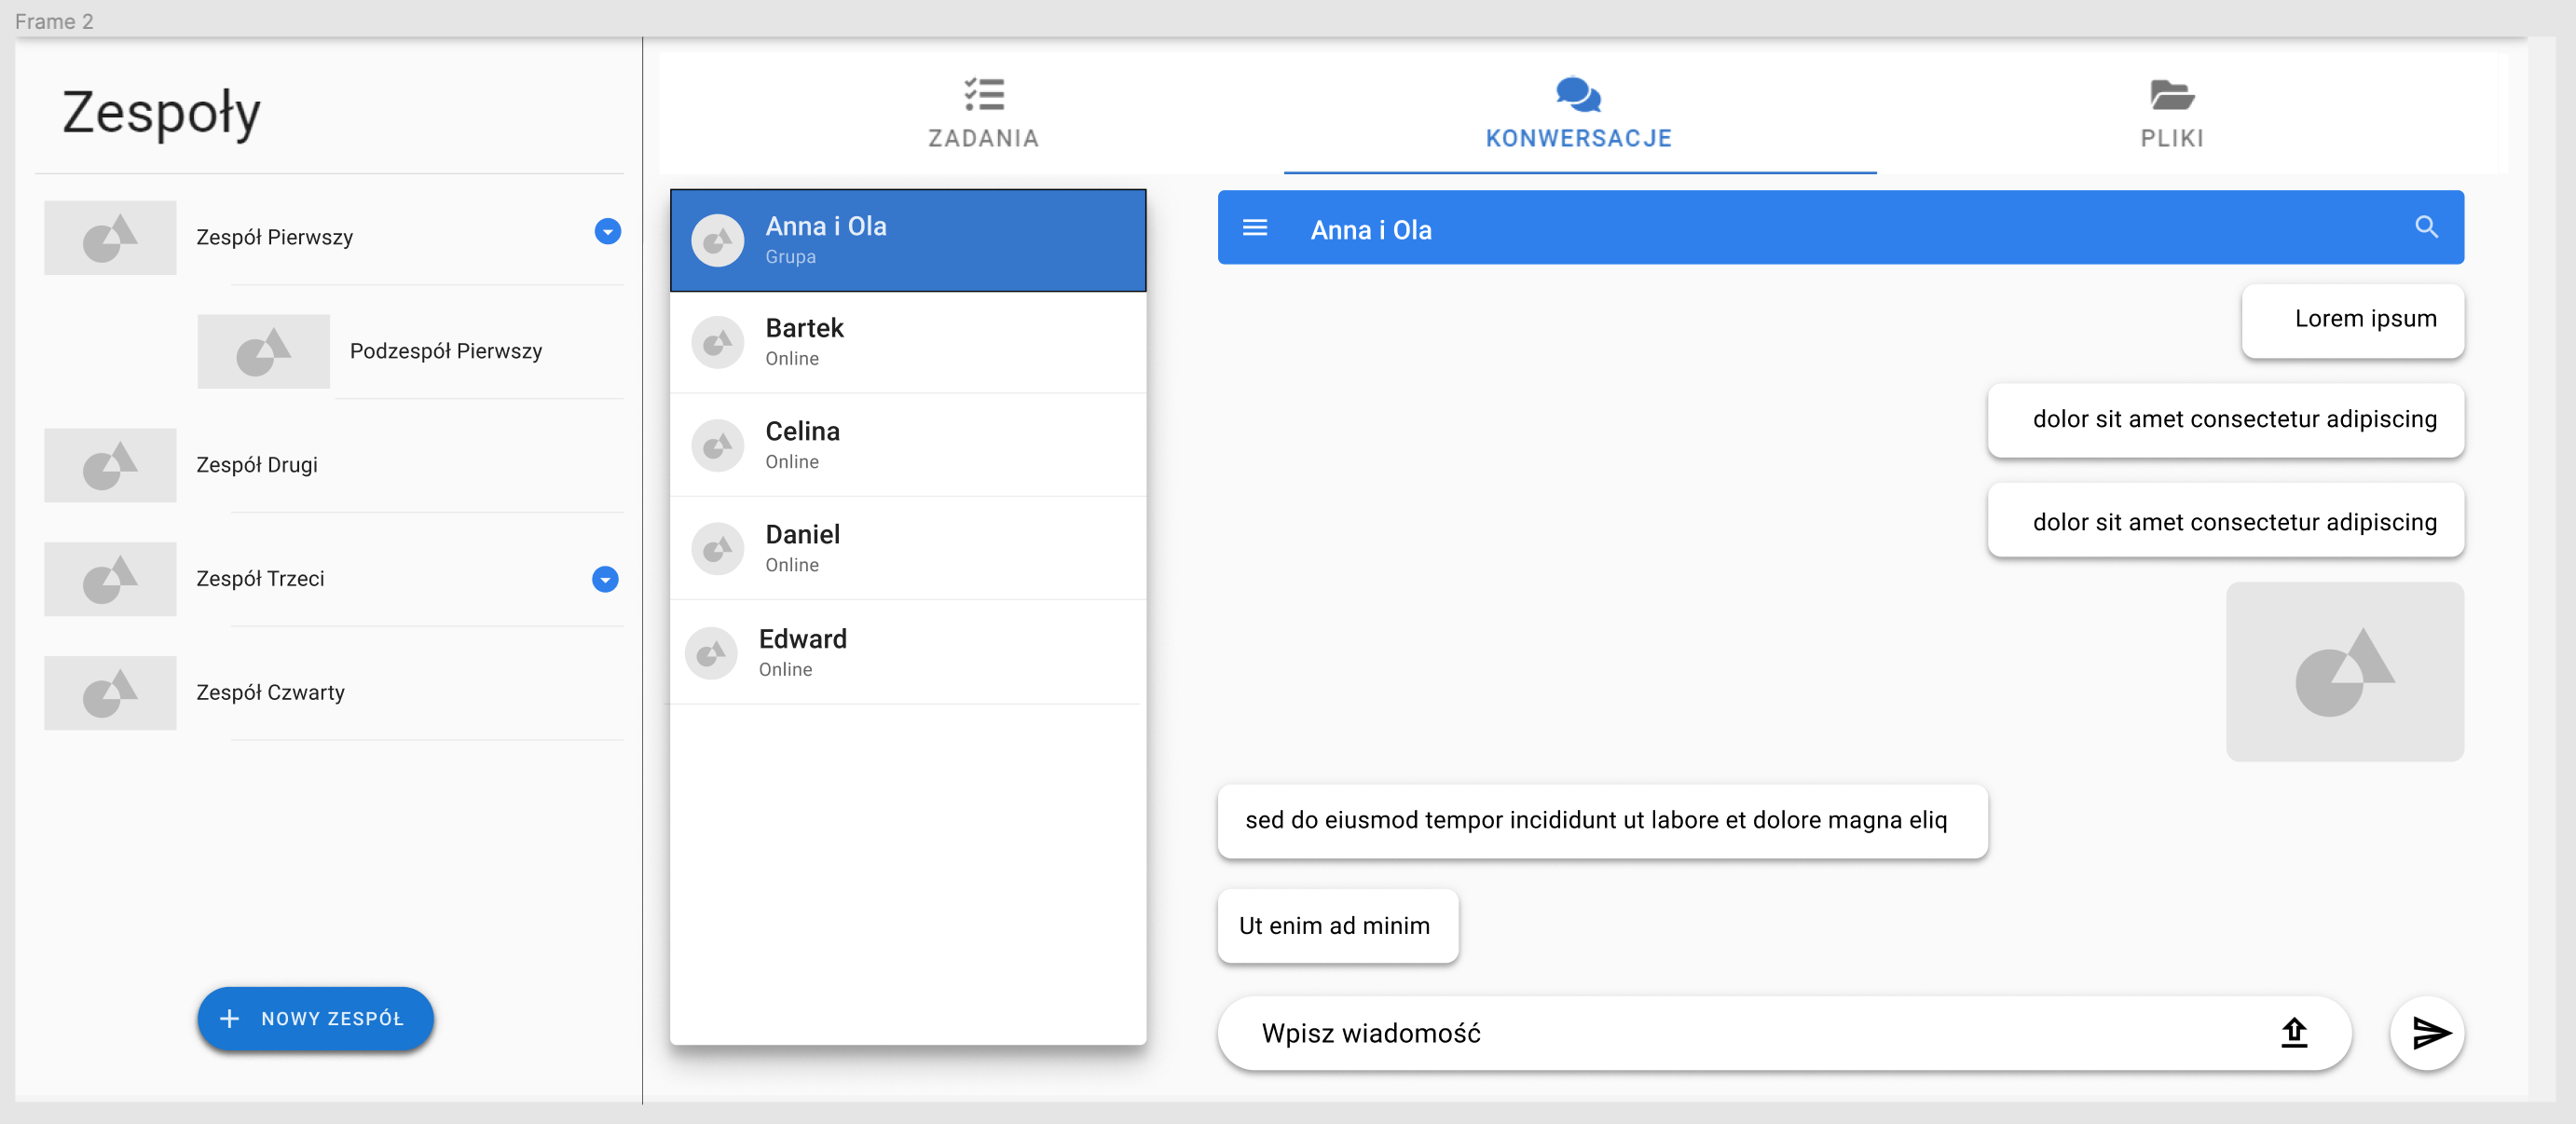 Frame 2
Zespoły
Zespół Pierwszy
Podzespół Pierwszy
Zespół Drugi
Zespół Trzeci
Zespół Czwarty
NOWY ZESPÓŁ
ZADANIA
KONWERSACJE
PLIKI
Anna i Ola
Grupa
Bartek
Online
Celina
Online
Daniel
Online
Edward
Online
Anna i Ola
Lorem ipsum
dolor sit amet consectetur adipiscing
dolor sit amet consectetur adipiscing
sed do eiusmod tempor incididunt ut labore et dolore magna eliq
Ut enim ad minim
Wpisz wiadomość